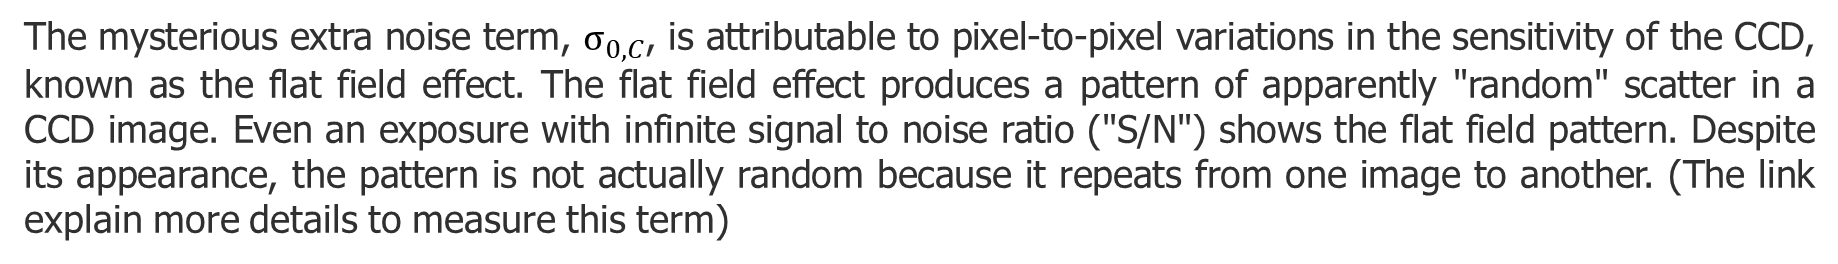 The mysterious extra noise term, σ₀,C, is attributable to pixel-to-pixel variations in the sensitivity of the CCD,
known as the flat field effect. The flat field effect produces a pattern of apparently "random" scatter in a
CCD image. Even an exposure with infinite signal to noise ratio ("S/N") shows the flat field pattern. Despite
its appearance, the pattern is not actually random because it repeats from one image to another. (The link
explain more details to measure this term)